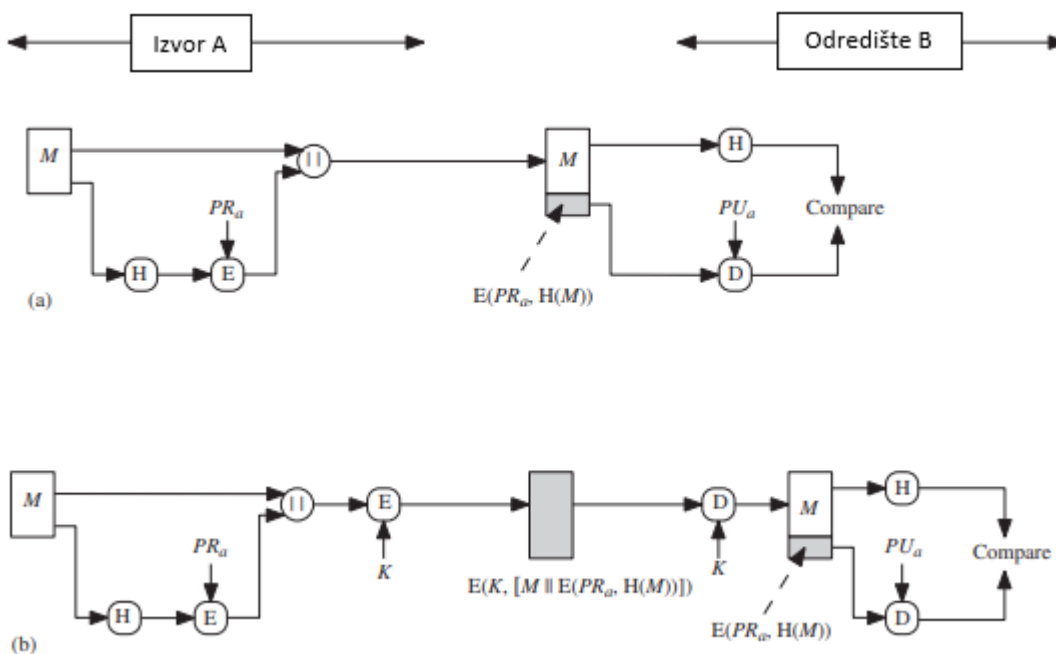 Izvor A
Odredište B
M
||
M
H
PRa
PUa
Compare
H
E
D
E(PRa, H(M))
(a)
M
||
E
D
M
H
PRa
K
E(K, [M || E(PRa, H(M))])
K
PUa
Compare
H
E
E(PRa, H(M))
D
(b)